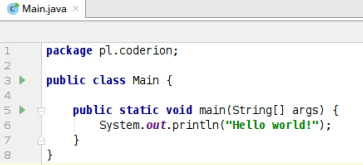 Main.java
1 package pl.coderion;
2
3 public class Main {
4
5 public static void main(String[] args) {
6 System.out.println("Hello world!");
7 }
8 }